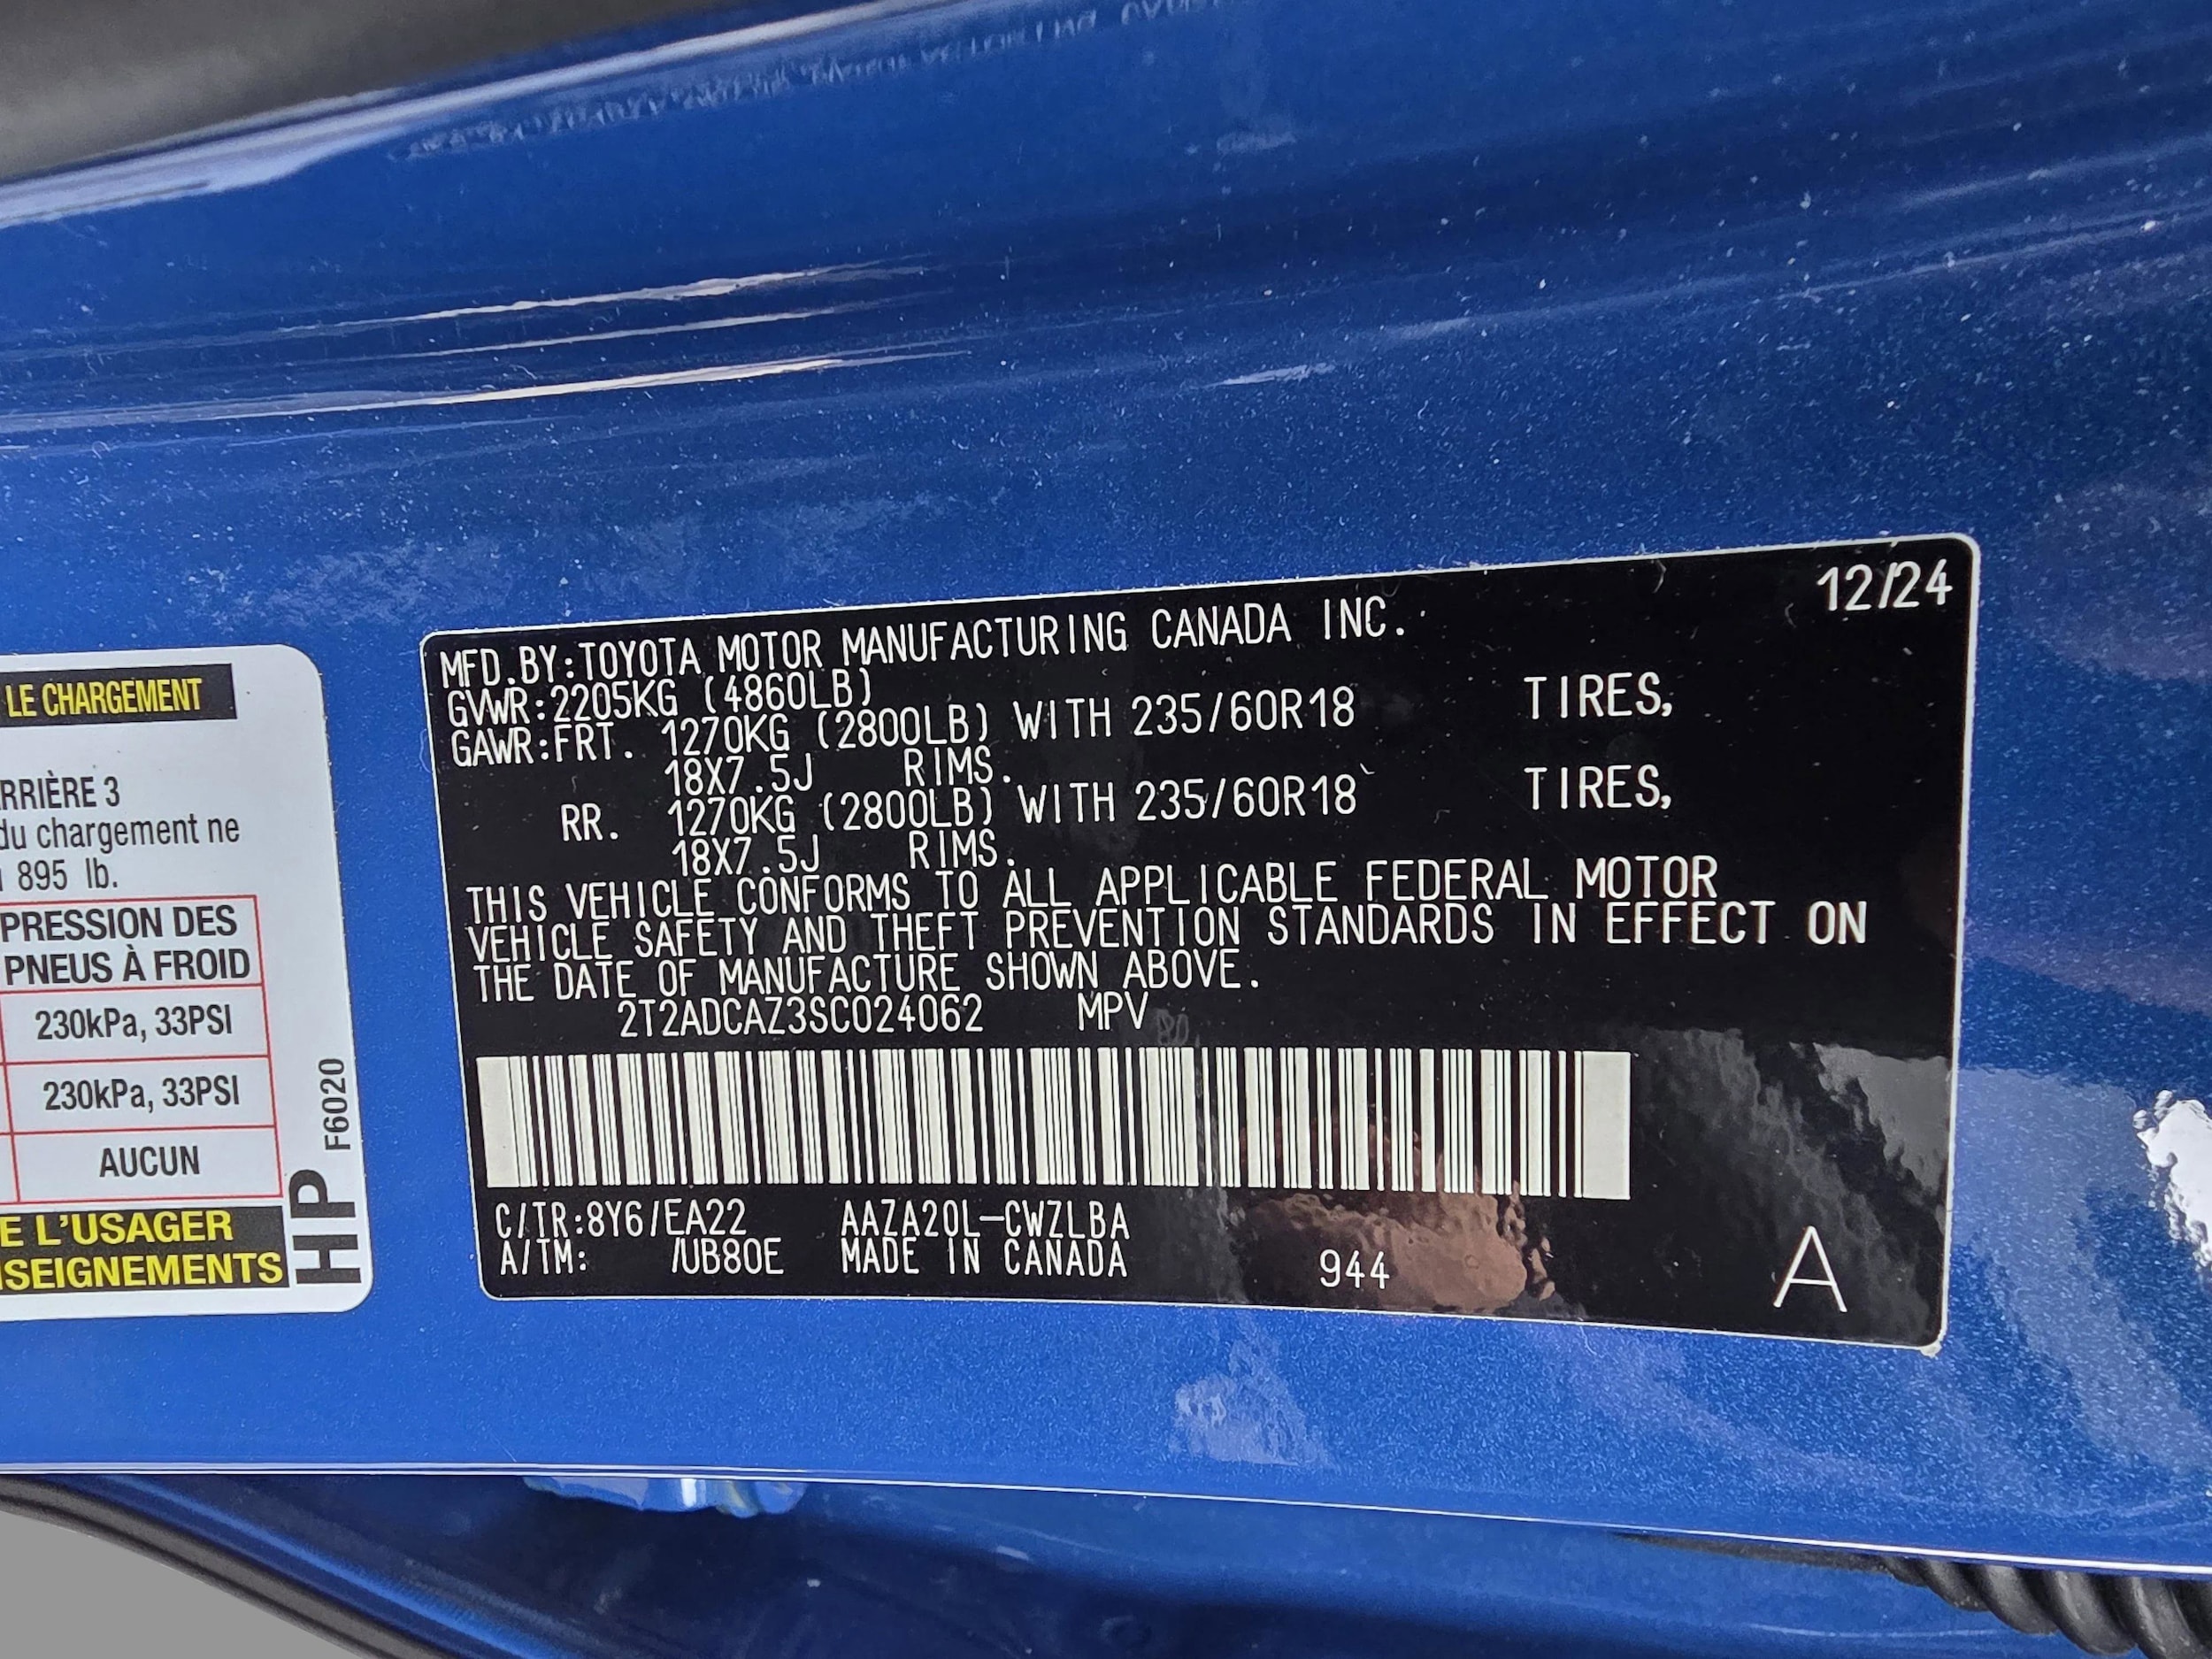 LE CHARGEMENT
RRIÈRE 3
du chargement ne
895 lb.
PRESSION DES
PNEUS À FROID
230kPa, 33PSI
230kPa, 33PSI
AUCUN
E L'USAGER
SEIGNEMENTS
HP F6020
12/24
MFD.BY:TOYOTA MOTOR MANUFACTURING CANADA INC.
GVWR:2205KG (4860LB)
GAWR:FRT. 1270KG (2800LB) WITH 235/60R18 TIRES,
18X7.5J RIMS.
RR. 1270KG (2800LB) WITH 235/60R18 TIRES,
18X7.5J RIMS.
THIS VEHICLE CONFORMS TO ALL APPLICABLE FEDERAL MOTOR
VEHICLE SAFETY AND THEFT PREVENTION STANDARDS IN EFFECT ON
THE DATE OF MANUFACTURE SHOWN ABOVE.
2T2ADCAZ3SC024062 MPV
C/TR:8Y6/EA22 AAZA20L-CWZLBA
A/TM: /UB80E MADE IN CANADA 944 A